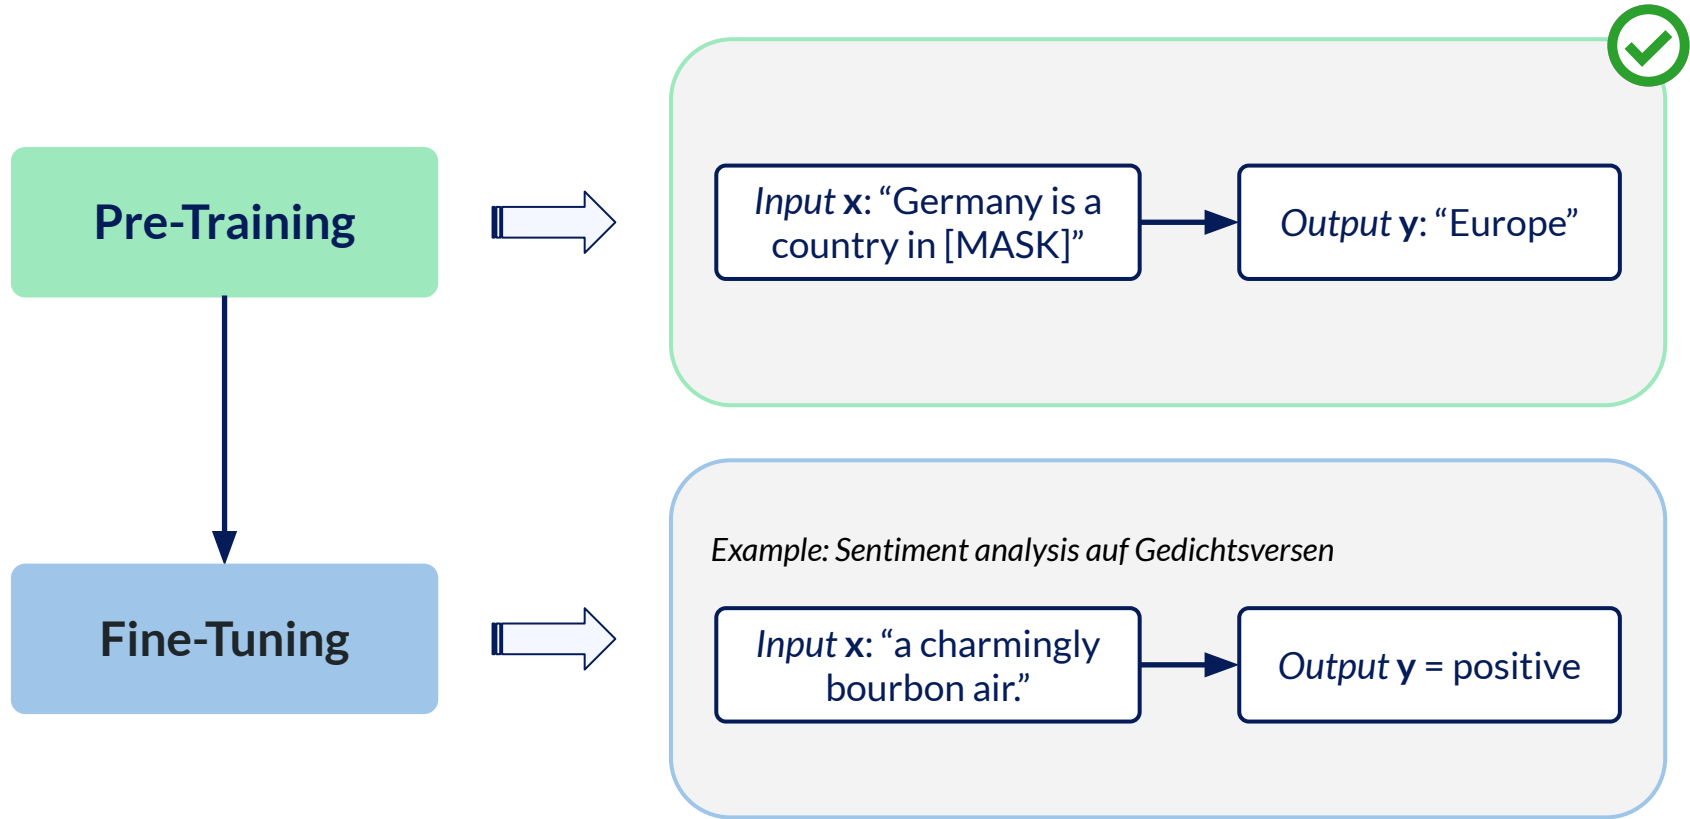 Pre-Training
Input x: “Germany is a
country in [MASK]”
Output y: “Europe”
Example: Sentiment analysis auf Gedichtsversen
Fine-Tuning
Input x: “a charmingly
bourbon air.”
Output y = positive